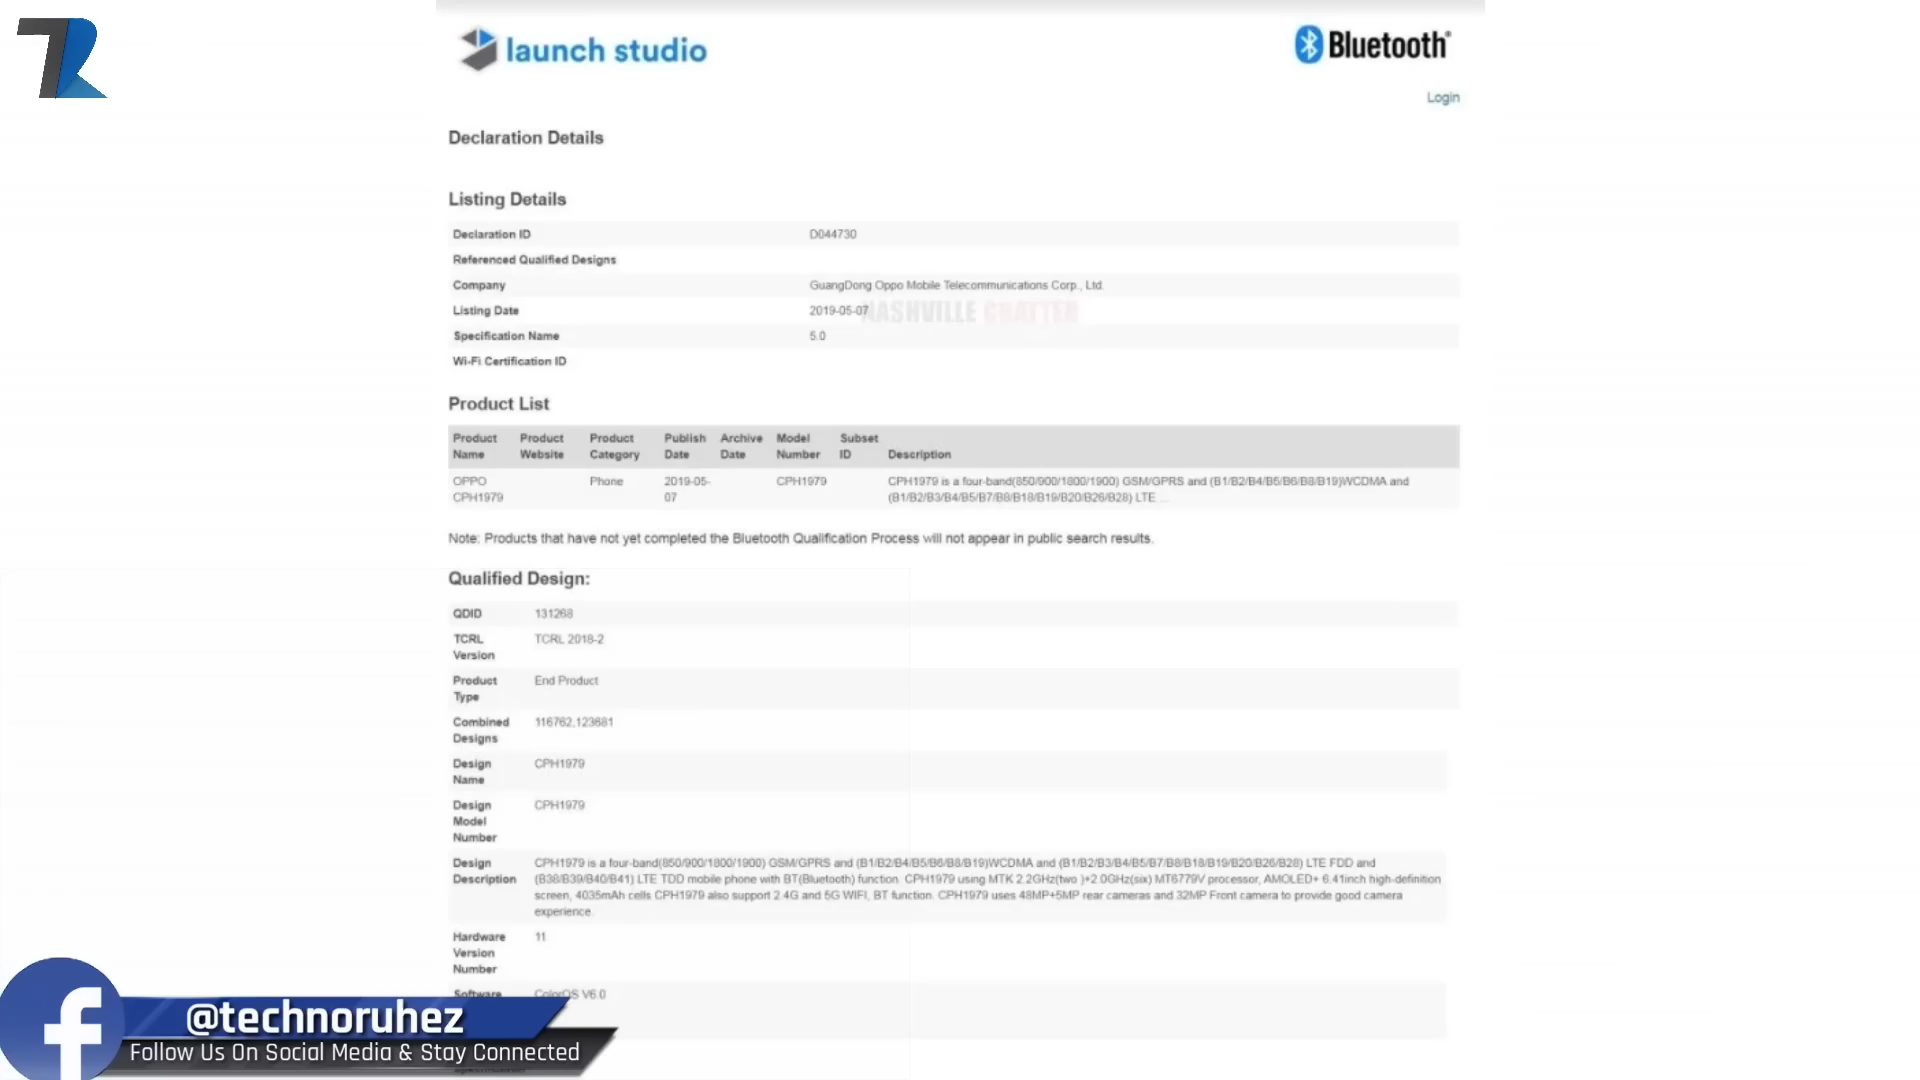 launch studio
Bluetooth®
Login
Declaration Details
Listing Details
Declaration ID D044730
Referenced Qualified Designs
Company GuangDong Oppo Mobile Telecommunications Corp., Ltd.
Listing Date 2019-05-07
NASHVILLE CHATTER
Specification Name 5.0
Wi-Fi Certification ID
Product List
Product Product Product Publish Archive Model Subset
Name Website Category Date Date Number ID Description
OPPO Phone 2019-05- CPH1979 CPH1979 is a four-band(850/900/1800/1900) GSM/GPRS and (B1/B2/B4/B5/B6/B8/B19)WCDMA and
CPH1979 07 (B1/B2/B3/B4/B5/B7/B8/B18/B19/B20/B26/B28) LTE ...
Note: Products that have not yet completed the Bluetooth Qualification Process will not appear in public search results.
Qualified Design:
QDID 131268
TCRL TCRL 2018-2
Version
Product End Product
Type
Combined 116762,123681
Designs
Design CPH1979
Name
Design CPH1979
Model
Number
Design CPH1979 is a four-band(850/900/1800/1900) GSM/GPRS and (B1/B2/B4/B5/B6/B8/B19)WCDMA and (B1/B2/B3/B4/B5/B7/B8/B18/B19/B20/B26/B28) LTE FDD and
Description (B38/B39/B40/B41) LTE TDD mobile phone with BT(Bluetooth) function. CPH1979 using MTK 2.2GHz(two )+2.0GHz(six) MT6779V processor, AMOLED+ 6.41inch high-definition
screen, 4035mAh cells CPH1979 also support 2.4G and 5G WIFI, BT function. CPH1979 uses 48MP+5MP rear cameras and 32MP Front camera to provide good camera
experience.
Hardware 11
Version
Number
Software ColorOS V6.0
@technoruhez
Follow Us On Social Media & Stay Connected